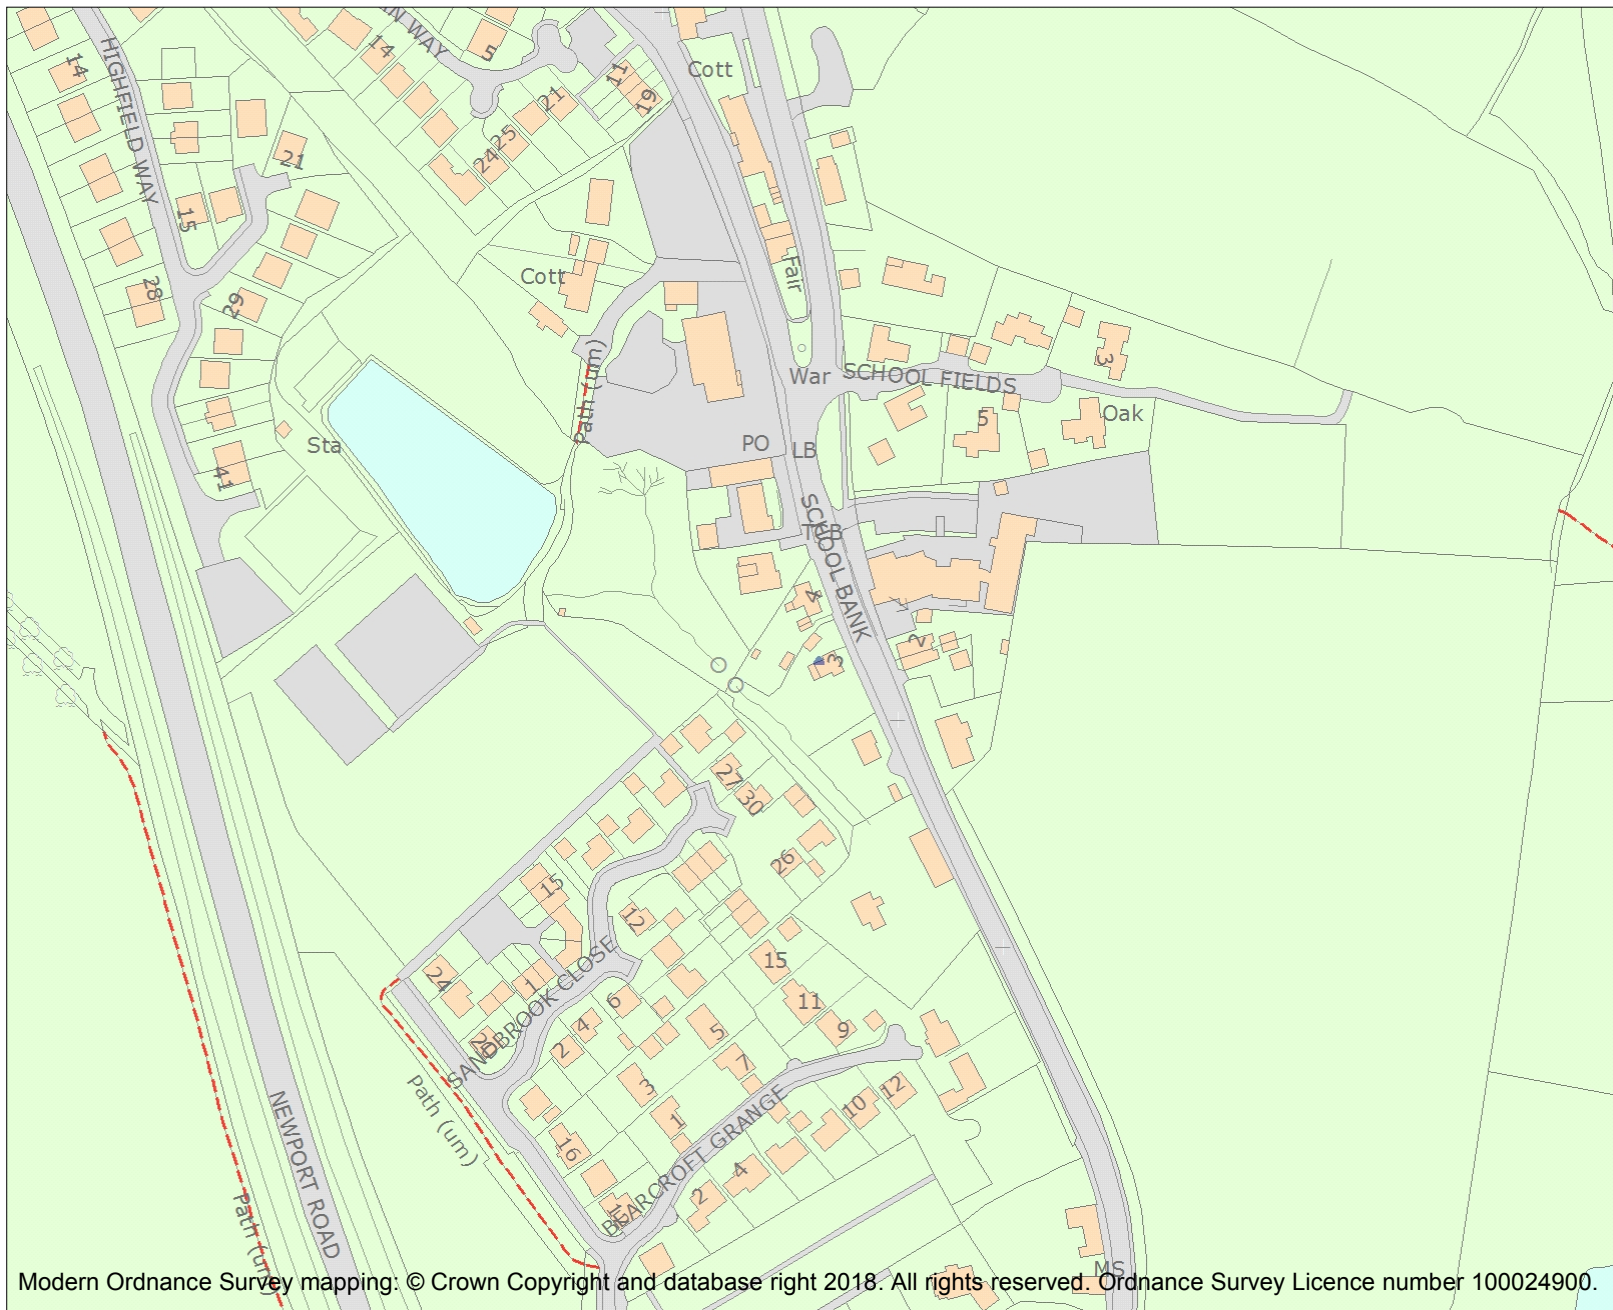 HIGHFIELD WAY
14
14
5
11
19
21
25
24
21
15
28
29
41
Cott
Cott
Fair
War
SCHOOL FIELDS
3
5
Oak
PO
LB
TCB
SCHOOL BANK
Path (um)
Sta
4
3
2
27
30
26
15
12
24
1
SANDBROOK CLOSE
6
4
2
15
11
9
5
7
3
1
16
BEARCROFT GRANGE
10
12
4
2
Path (um)
NEWPORT ROAD
Path (um)
MS
Modern Ordnance Survey mapping: © Crown Copyright and database right 2018. All rights reserved. Ordnance Survey Licence number 100024900.